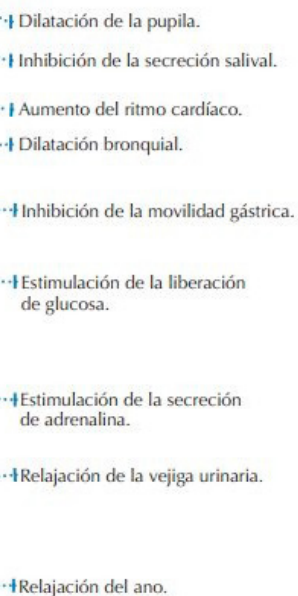 Dilatación de la pupila.
Inhibición de la secreción salival.
Aumento del ritmo cardíaco.
Dilatación bronquial.
Inhibición de la movilidad gástrica.
Estimulación de la liberación
de glucosa.
Estimulación de la secreción
de adrenalina.
Relajación de la vejiga urinaria.
Relajación del ano.